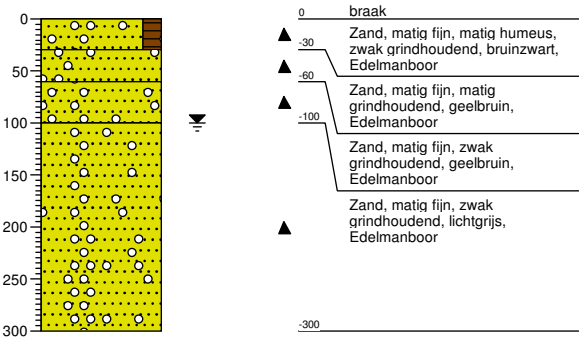 0
50
100
150
200
250
300
0
braak
Zand, matig fijn, matig humeus,
zwak grindhoudend, bruinzwart,
Edelmanboor
-30
Zand, matig fijn, matig
grindhoudend, geelbruin,
Edelmanboor
-60
Zand, matig fijn, zwak
grindhoudend, geelbruin,
Edelmanboor
-100
Zand, matig fijn, zwak
grindhoudend, lichtgrijs,
Edelmanboor
-300